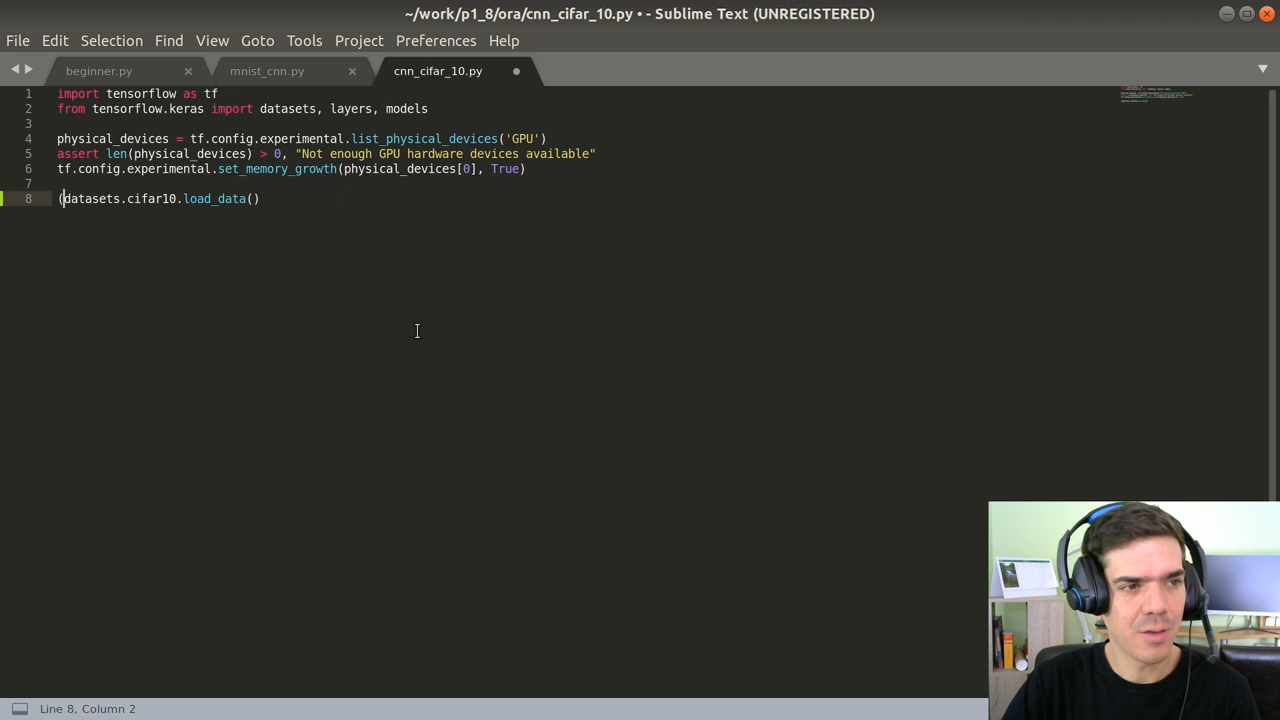 ~/work/p1_8/ora/cnn_cifar_10.py • - Sublime Text (UNREGISTERED)
File Edit Selection Find View Goto Tools Project Preferences Help
beginner.py mnist_cnn.py cnn_cifar_10.py
1 import tensorflow as tf
2 from tensorflow.keras import datasets, layers, models
3
4 physical_devices = tf.config.experimental.list_physical_devices('GPU')
5 assert len(physical_devices) > 0, "Not enough GPU hardware devices available"
6 tf.config.experimental.set_memory_growth(physical_devices[0], True)
7
8 (datasets.cifar10.load_data()
Line 8, Column 2